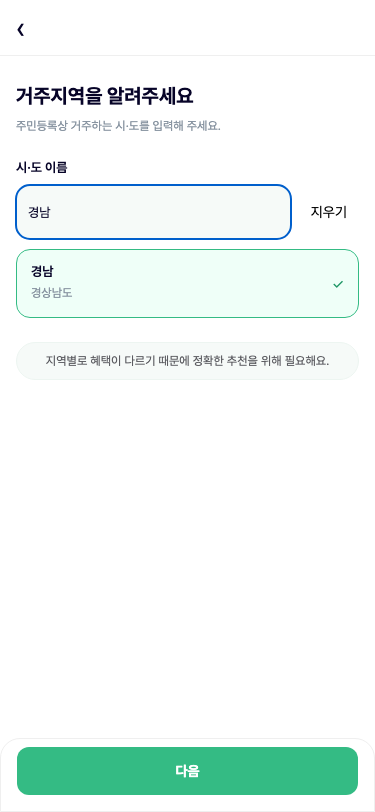 거주지역을 알려주세요
주민등록상 거주하는 시·도를 입력해 주세요.
시·도 이름
경남
지우기
경남
경상남도
지역별로 혜택이 다르기 때문에 정확한 추천을 위해 필요해요.
다음